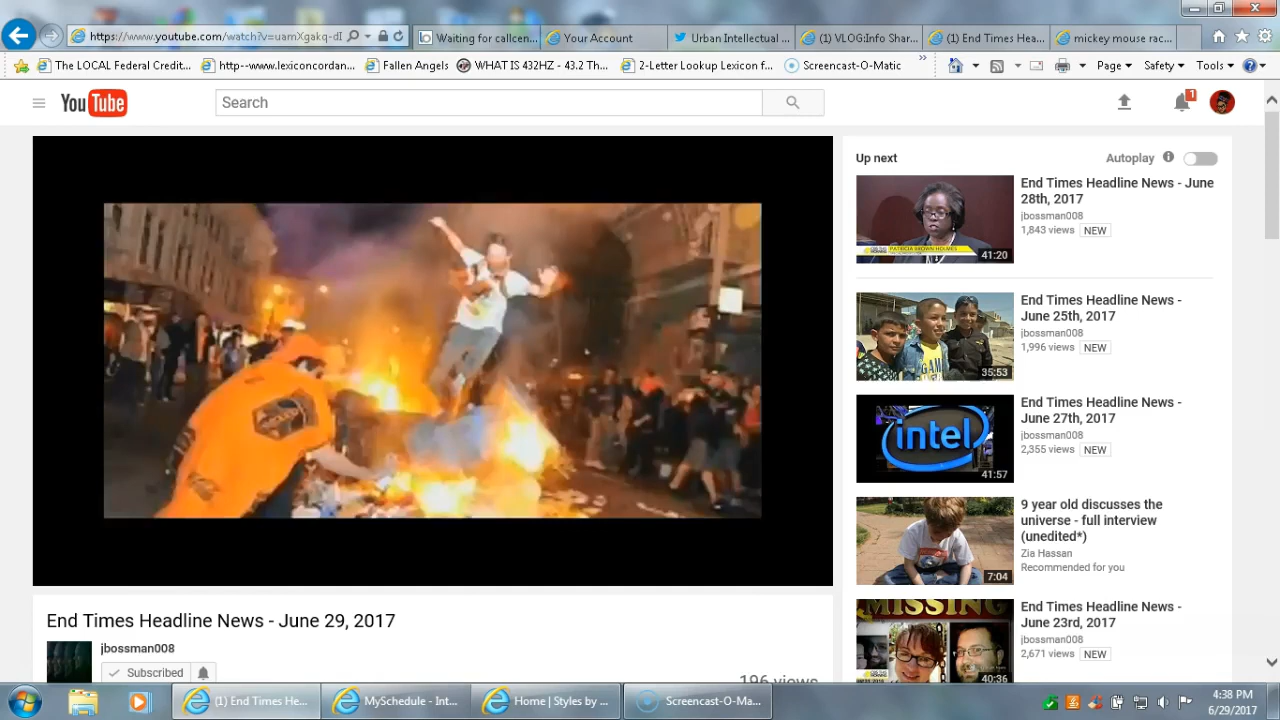 https://www.youtube.com/watch?v=uamXgakq-dI
Waiting for callcen...
Your Account
Urban Intellectual ...
(1) VLOG:Info Shar...
(1) End Times Hea...
mickey mouse rac...
The LOCAL Federal Credit...
http--www.lexiconcordan...
Fallen Angels
WHAT IS 432HZ - 43.2 Th...
2-Letter Lookup Lexicon f...
Screencast-O-Matic
»
Page
Safety
Tools
YouTube
Search
1
Up next
Autoplay
End Times Headline News - June
28th, 2017
jbossman008
1,843 views NEW
PATRICIA BROWN HOLMES
41:20
End Times Headline News -
June 25th, 2017
jbossman008
1,996 views NEW
GAM
35:53
End Times Headline News -
June 27th, 2017
jbossman008
2,355 views NEW
intel
41:57
9 year old discusses the
universe - full interview
(unedited*)
Zia Hassan
Recommended for you
7:04
End Times Headline News -
June 23rd, 2017
jbossman008
2,671 views NEW
MISSING
40:36
End Times Headline News - June 29, 2017
jbossman008
Subscribed
196 views
(1) End Times He...
MySchedule - Int...
Home | Styles by ...
Screencast-O-Ma...
4:38 PM
6/29/2017